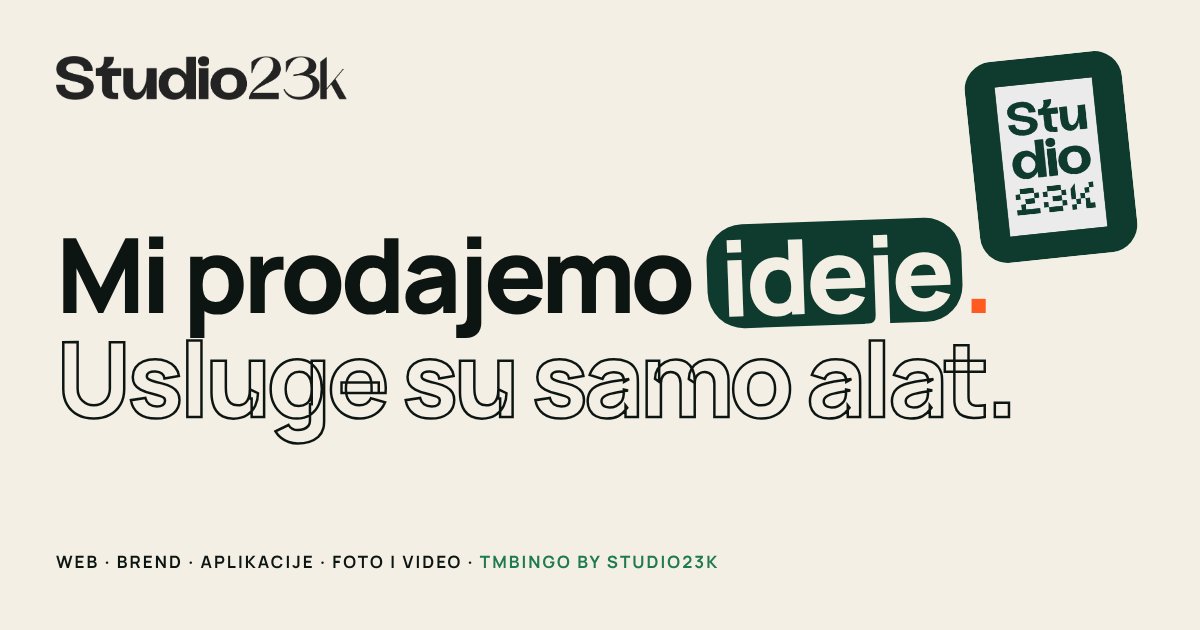 Studio23k
Stu
dio
23k
Mi prodajemo ideje.
Usluge su samo alat.
WEB · BREND · APLIKACIJE · FOTO I VIDEO · TMBINGO BY STUDIO23K